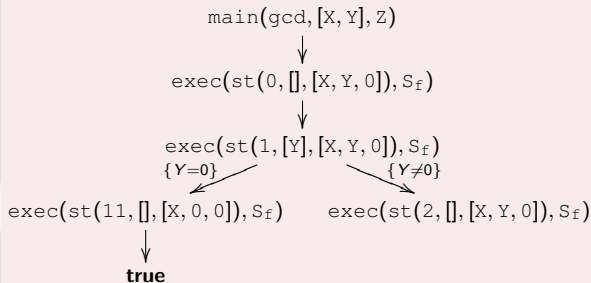 main(gcd,[X,Y],Z)
exec(st(0,[],[X,Y,0]),Sf)
exec(st(1,[Y],[X,Y,0]),Sf)
{Y=0} {Y≠0}
exec(st(11,[],[X,0,0]),Sf) exec(st(2,[],[X,Y,0]),Sf)
true